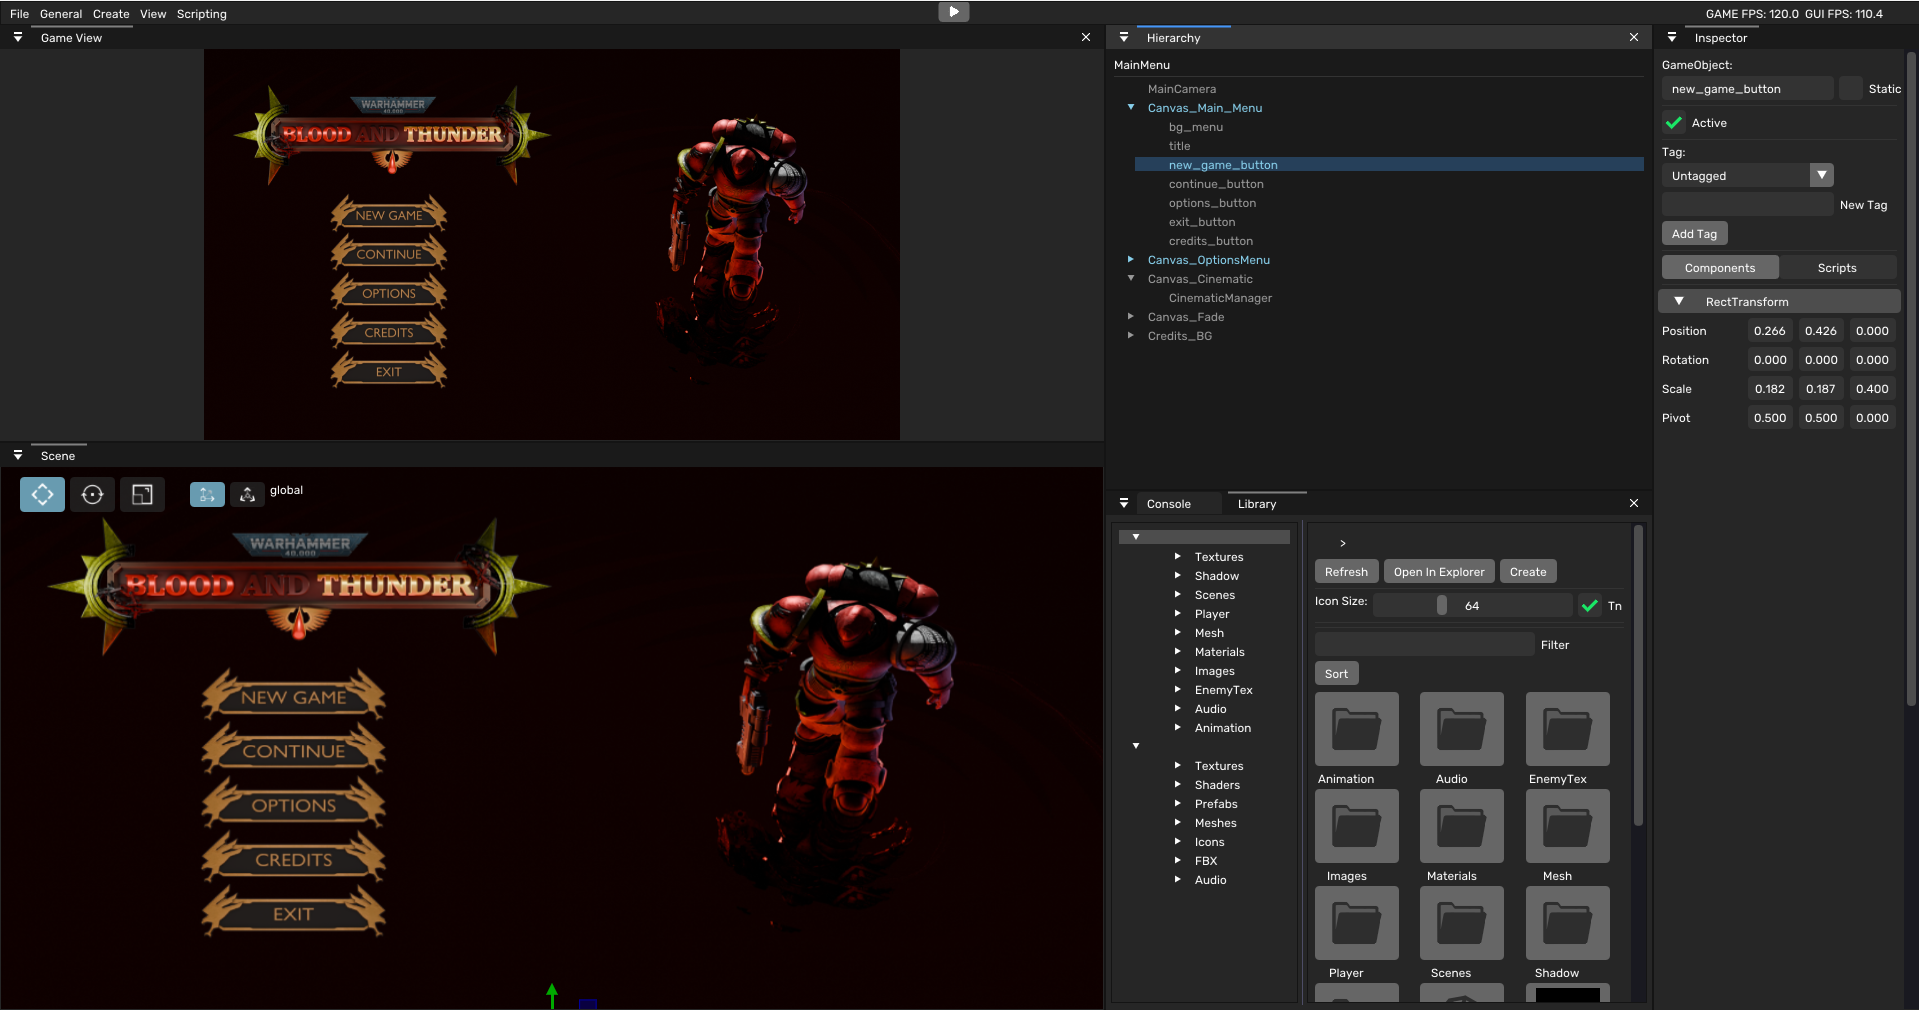 File General Create View Scripting
GAME FPS: 120.0 GUI FPS: 110.4
Game View
WARHAMMER
40,000
BLOOD AND THUNDER
NEW GAME
CONTINUE
OPTIONS
CREDITS
EXIT
Scene
global
WARHAMMER
40,000
BLOOD AND THUNDER
NEW GAME
CONTINUE
OPTIONS
CREDITS
EXIT
Hierarchy
MainMenu
MainCamera
Canvas_Main_Menu
bg_menu
title
new_game_button
continue_button
options_button
exit_button
credits_button
Canvas_OptionsMenu
Canvas_Cinematic
CinematicManager
Canvas_Fade
Credits_BG
Console Library
Textures
Shadow
Scenes
Player
Mesh
Materials
Images
EnemyTex
Audio
Animation
Textures
Shaders
Prefabs
Meshes
Icons
FBX
Audio
>
Refresh Open In Explorer Create
Icon Size: 64 Tn
Filter
Sort
Animation Audio EnemyTex
Images Materials Mesh
Player Scenes Shadow
Inspector
GameObject:
new_game_button Static
Active
Tag:
Untagged
New Tag
Add Tag
Components Scripts
RectTransform
Position 0.266 0.426 0.000
Rotation 0.000 0.000 0.000
Scale 0.182 0.187 0.400
Pivot 0.500 0.500 0.000